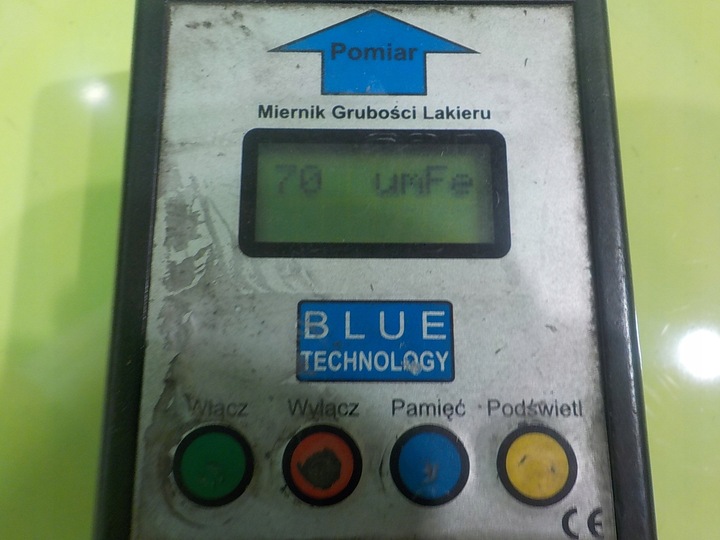 Pomiar
Miernik Grubości Lakieru
70 umFe
BLUE
TECHNOLOGY
Włącz Wyłącz Pamięć Podświetl
CE